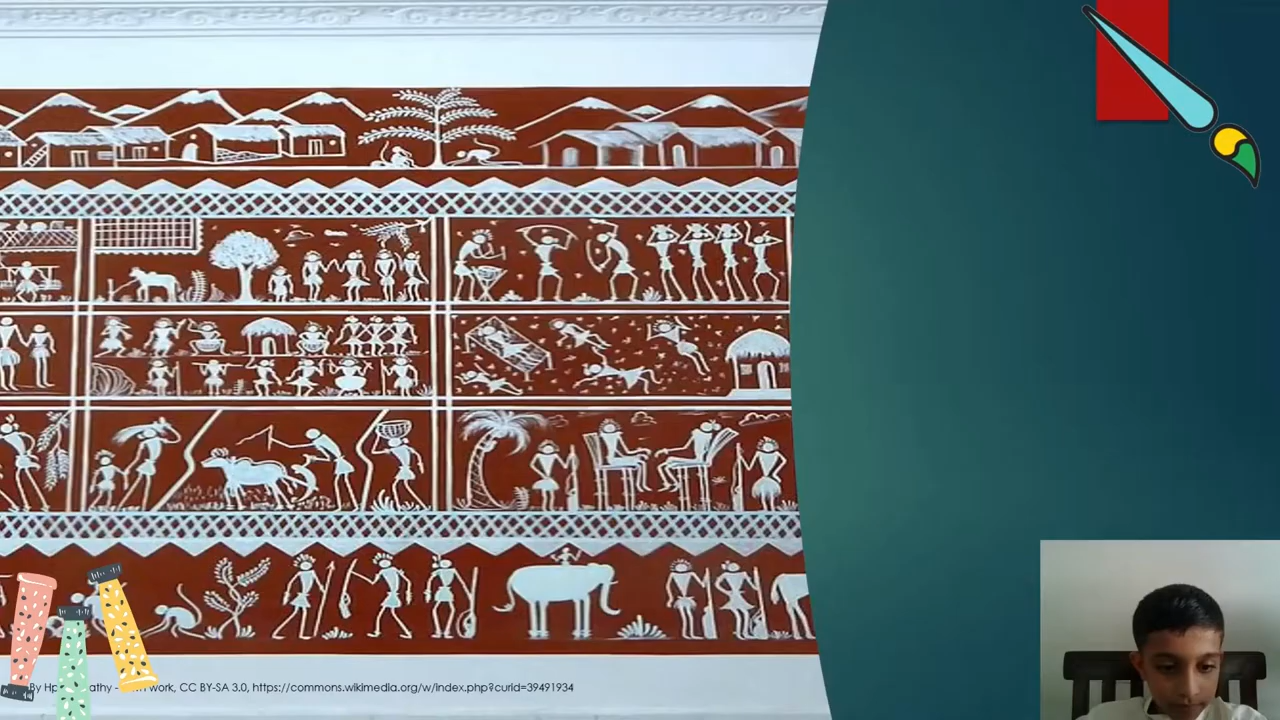 By Hp athy - n work, CC BY-SA 3.0, https://commons.wikimedia.org/w/index.php?curid=39491934